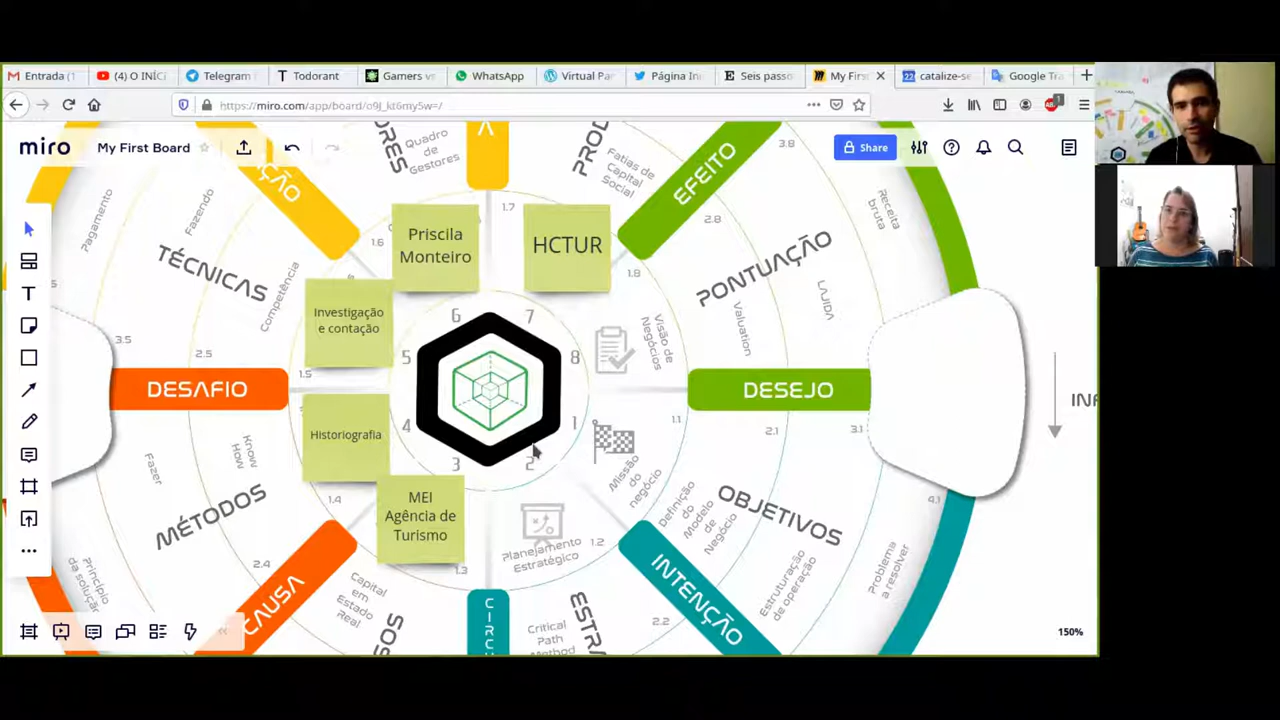 Entrada (1
(4) O INÍCI
Telegram
Todorant
Gamers vs
WhatsApp
Virtual Par
Página Ini
Seis passo
My First
catalize-se
Google Tra
https://miro.com/app/board/o9J_kt6my5w=/
miro
My First Board
Share
Quadro
de
Gestores
Fatias de
Capital
Social
EFEITO
3.8
2.8
1.8
1.7
1.6
Receita
bruta
Pagamento
Fazendo
TÉCNICAS
Competência
Priscila
Monteiro
HCTUR
Investigação
e contação
PONTUAÇÃO
LAJIDA
Valuation
Visão de
Negócios
6
7
5
8
4
1
3
2
3.5
2.5
1.5
DESAFIO
DESEJO
1.1
2.1
3.1
4.1
Historiografia
MEI
Agência de
Turismo
Know
How
Fazer
MÉTODOS
1.4
2.4
Princípio
da solução
CAUSA
Capital
em
Estado
Real
1.3
Planejamento
Estratégico
1.2
2.2
Critical
Path
Method
Missão
do
negócio
Definição
do
Modelo
de
Negócio
OBJETIVOS
Estruturação
de operação
Problema
a resolver
INTENÇÃO
150%